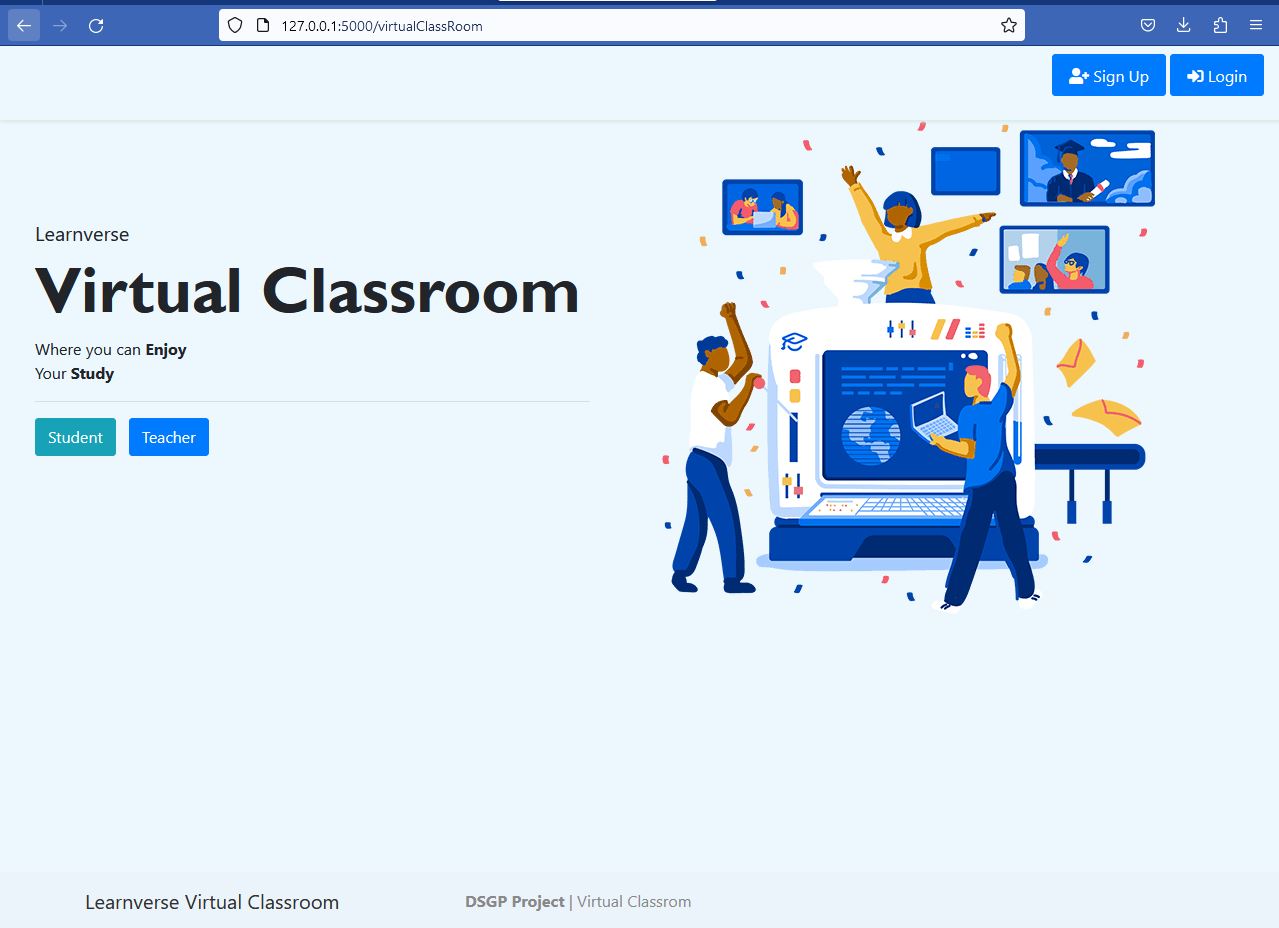 127.0.0.1:5000/virtualClassRoom
Sign Up
Login
Learnverse
Virtual Classroom
Where you can Enjoy
Your Study
Student
Teacher
Learnverse Virtual Classroom
DSGP Project | Virtual Classrom